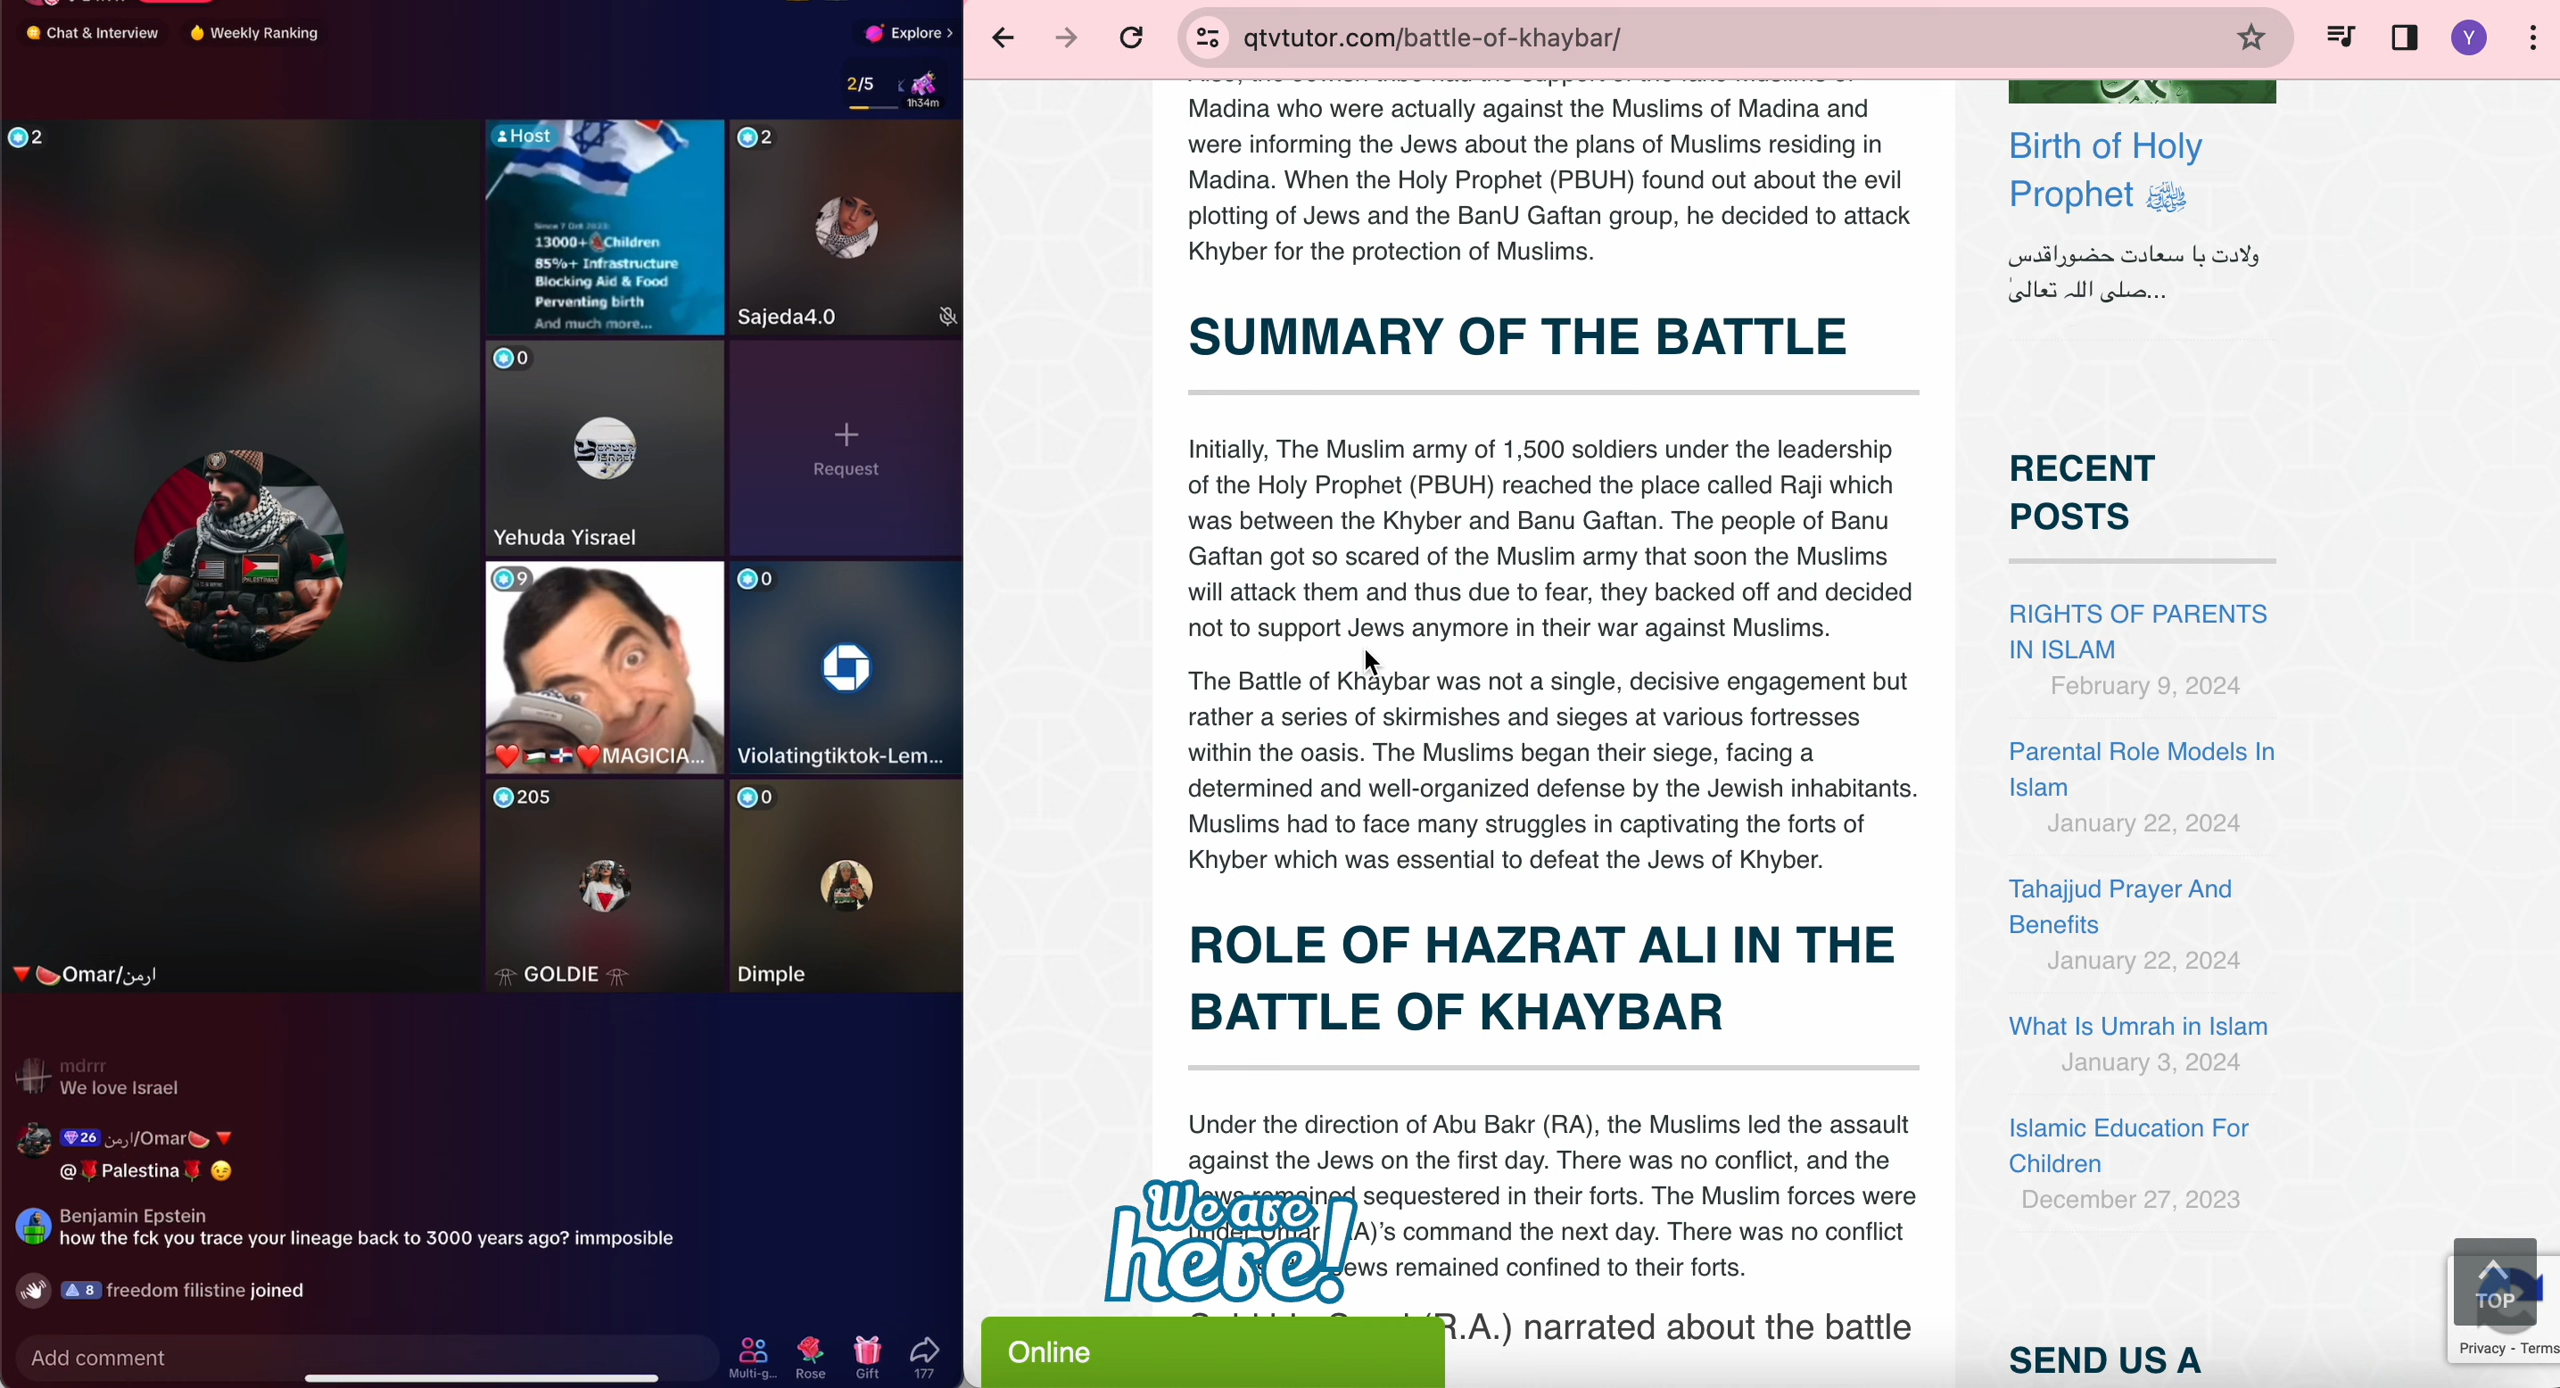 Chat & Interview
Weekly Ranking
Explore >
2/5
1h34m
2
Host
Since 7 Oct 2023:
13000+ Children
85%+ Infrastructure
Blocking Aid & Food
Perventing birth
And much more...
2
Sajeda4.0
0
Yehuda Yisrael
+
Request
9
❤️🇵🇸🇩🇴❤️MAGICIA...
0
Violatingtiktok-Lem...
205
GOLDIE
0
Dimple
🔻🍉Omar/ارمن
mdrrr
We love Israel
26 ارمن/Omar🍉🔻
@🌹Palestina🌹 😉
Benjamin Epstein
how the fck you trace your lineage back to 3000 years ago? immposible
8 freedom filistine joined
Add comment
Multi-g...
Rose
Gift
177
qtvtutor.com/battle-of-khaybar/
Y
Madina who were actually against the Muslims of Madina and
were informing the Jews about the plans of Muslims residing in
Madina. When the Holy Prophet (PBUH) found out about the evil
plotting of Jews and the BanU Gaftan group, he decided to attack
Khyber for the protection of Muslims.
SUMMARY OF THE BATTLE
Initially, The Muslim army of 1,500 soldiers under the leadership
of the Holy Prophet (PBUH) reached the place called Raji which
was between the Khyber and Banu Gaftan. The people of Banu
Gaftan got so scared of the Muslim army that soon the Muslims
will attack them and thus due to fear, they backed off and decided
not to support Jews anymore in their war against Muslims.
The Battle of Khaybar was not a single, decisive engagement but
rather a series of skirmishes and sieges at various fortresses
within the oasis. The Muslims began their siege, facing a
determined and well-organized defense by the Jewish inhabitants.
Muslims had to face many struggles in captivating the forts of
Khyber which was essential to defeat the Jews of Khyber.
ROLE OF HAZRAT ALI IN THE
BATTLE OF KHAYBAR
Under the direction of Abu Bakr (RA), the Muslims led the assault
against the Jews on the first day. There was no conflict, and the
remained sequestered in their forts. The Muslim forces were
under Umar (RA)'s command the next day. There was no conflict
Jews remained confined to their forts.
(R.A.) narrated about the battle
We are
here!
Online
Birth of Holy
Prophet ﷺ
ولادت با سعادت حضوراقدس
صلی اللہ تعالیٰ...
RECENT
POSTS
RIGHTS OF PARENTS
IN ISLAM
February 9, 2024
Parental Role Models In
Islam
January 22, 2024
Tahajjud Prayer And
Benefits
January 22, 2024
What Is Umrah in Islam
January 3, 2024
Islamic Education For
Children
December 27, 2023
TOP
Privacy - Terms
SEND US A